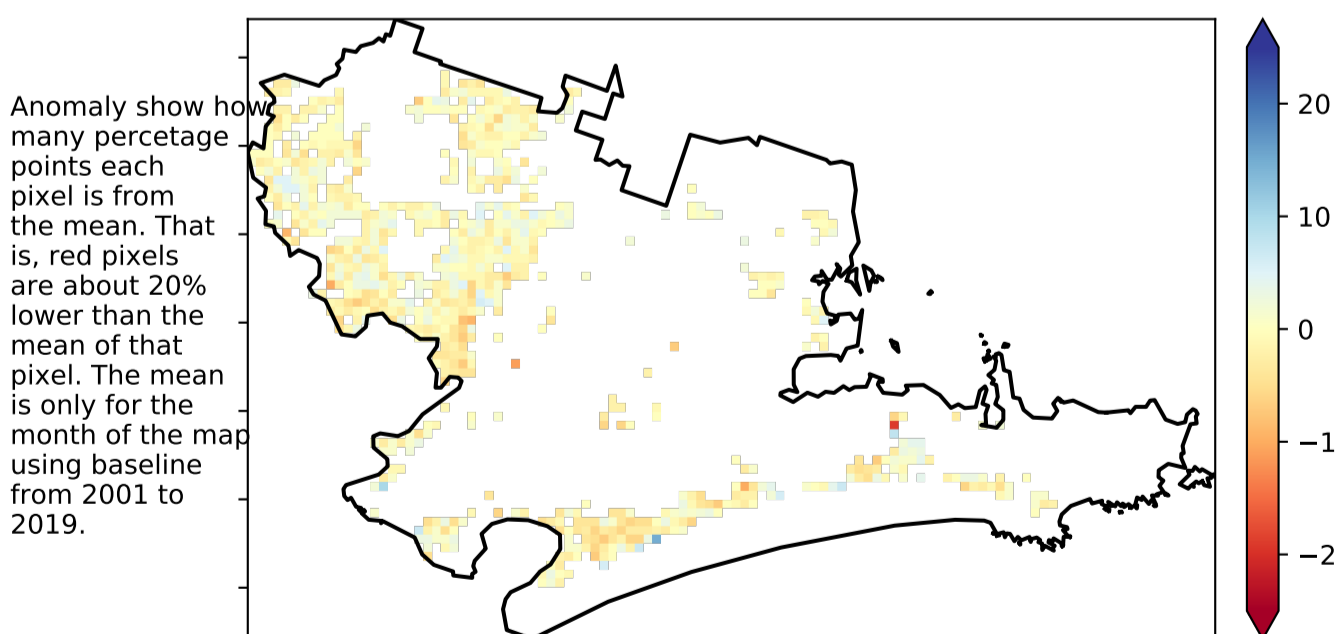 Anomaly show how
many percetage
points each
pixel is from
the mean. That
is, red pixels
are about 20%
lower than the
mean of that
pixel. The mean
is only for the
month of the map
using baseline
from 2001 to
2019.
20
10
0
−1
−2